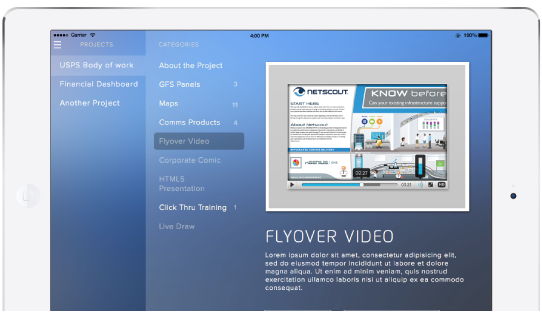 Carrier
4:00 PM
100%
PROJECTS
USPS Body of work
Financial Dashboard
Another Project
CATEGORIES
About the Project
GFS Panels 3
Maps 11
Comms Products 4
Flyover Video
Corporate Comic
HTML5
Presentation
Click Thru Training 1
Live Draw
NETSCOUT
KNOW before
Can your existing infrastructure support
START HERE
About Netscout
nGENIUS ONE
02:27
03:21
HD
FLYOVER VIDEO
Lorem ipsum dolor sit amet, consectetur adipisicing elit,
sed do eiusmod tempor incididunt ut labore et dolore
magna aliqua. Ut enim ad minim veniam, quis nostrud
exercitation ullamco laboris nisi ut aliquip ex ea commodo
consequat.